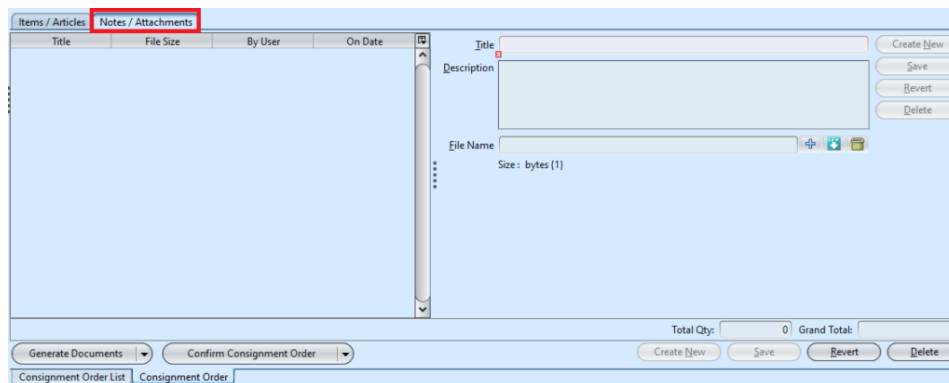 Items / Articles Notes / Attachments
Title File Size By User On Date
Title
Create New
Description
Save
Revert
Delete
File Name
Size : bytes {1}
Total Qty: 0 Grand Total:
Generate Documents Confirm Consignment Order Create New Save Revert Delete
Consignment Order List Consignment Order